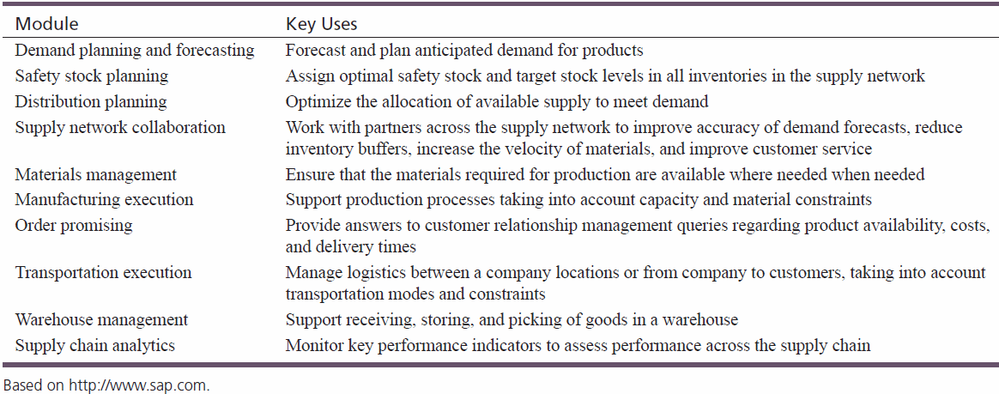 Module Key Uses
Demand planning and forecasting Forecast and plan anticipated demand for products
Safety stock planning Assign optimal safety stock and target stock levels in all inventories in the supply network
Distribution planning Optimize the allocation of available supply to meet demand
Supply network collaboration Work with partners across the supply network to improve accuracy of demand forecasts, reduce
inventory buffers, increase the velocity of materials, and improve customer service
Materials management Ensure that the materials required for production are available where needed when needed
Manufacturing execution Support production processes taking into account capacity and material constraints
Order promising Provide answers to customer relationship management queries regarding product availability, costs,
and delivery times
Transportation execution Manage logistics between a company locations or from company to customers, taking into account
transportation modes and constraints
Warehouse management Support receiving, storing, and picking of goods in a warehouse
Supply chain analytics Monitor key performance indicators to assess performance across the supply chain
Based on http://www.sap.com.